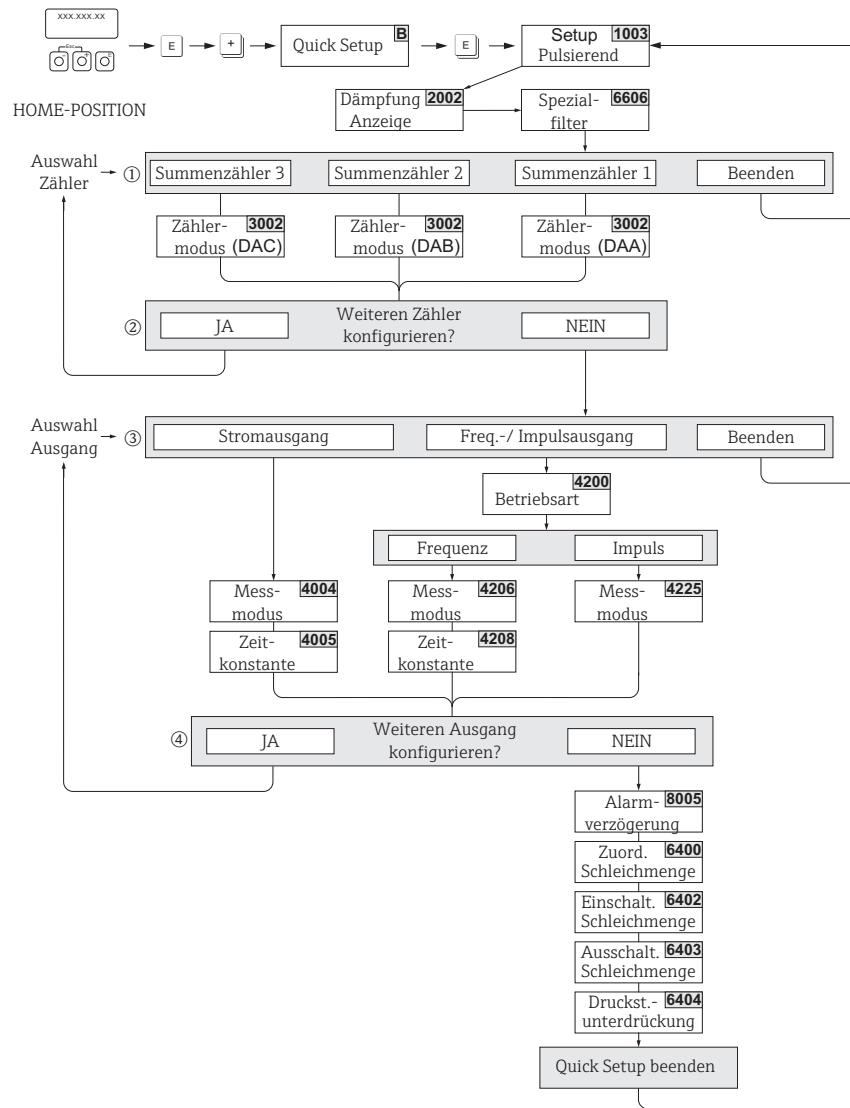 XXX.XXX.XX
Esc
- + E
E
+
Quick Setup B
E
Setup 1003
Pulsierend
HOME-POSITION
Dämpfung 2002
Anzeige
Spezial- 6606
filter
Auswahl
Zähler
①
Summenzähler 3
Summenzähler 2
Summenzähler 1
Beenden
Zähler- 3002
modus (DAC)
Zähler- 3002
modus (DAB)
Zähler- 3002
modus (DAA)
②
JA
Weiteren Zähler
konfigurieren?
NEIN
Auswahl
Ausgang
③
Stromausgang
Freq.-/ Impulsausgang
Beenden
4200
Betriebsart
Frequenz
Impuls
Mess- 4004
modus
Mess- 4206
modus
Mess- 4225
modus
Zeit- 4005
konstante
Zeit- 4208
konstante
④
JA
Weiteren Ausgang
konfigurieren?
NEIN
Alarm- 8005
verzögerung
Zuord. 6400
Schleichmenge
Einschalt. 6402
Schleichmenge
Ausschalt. 6403
Schleichmenge
Druckst.- 6404
unterdrückung
Quick Setup beenden